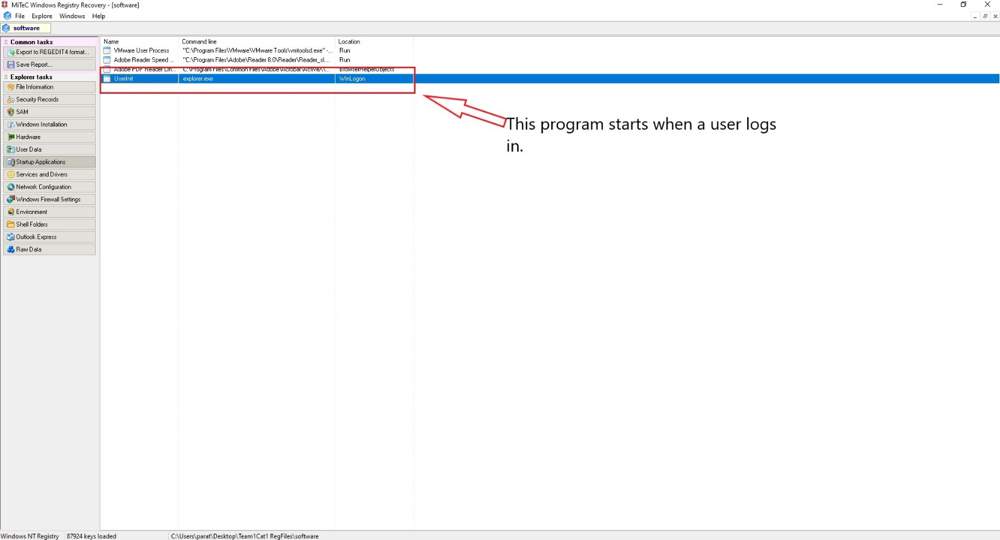 MiTeC Windows Registry Recovery - [software]
File Explore Windows Help
software
Common tasks
Export to REGEDIT4 format...
Save Report...
Explorer tasks
File Information
Security Records
SAM
Windows Installation
Hardware
User Data
Startup Applications
Services and Drivers
Network Configuration
Windows Firewall Settings
Environment
Shell Folders
Outlook Express
Raw Data
Name Command line Location
VMware User Process "C:\Program Files\VMware\VMware Tools\vmtoolsd.exe" -... Run
Adobe Reader Speed ... "C:\Program Files\Adobe\Reader 8.0\Reader\Reader_sl.... Run
Adobe PDF Reader Lin... C:\Program Files\Common Files\Adobe\Acrobat\ActiveX\... BrowserHelperObjects
UserInit explorer.exe WinLogon
This program starts when a user logs
in.
Windows NT Registry 87924 keys loaded C:\Users\parat\Desktop\Team1Cat1 RegFiles\software